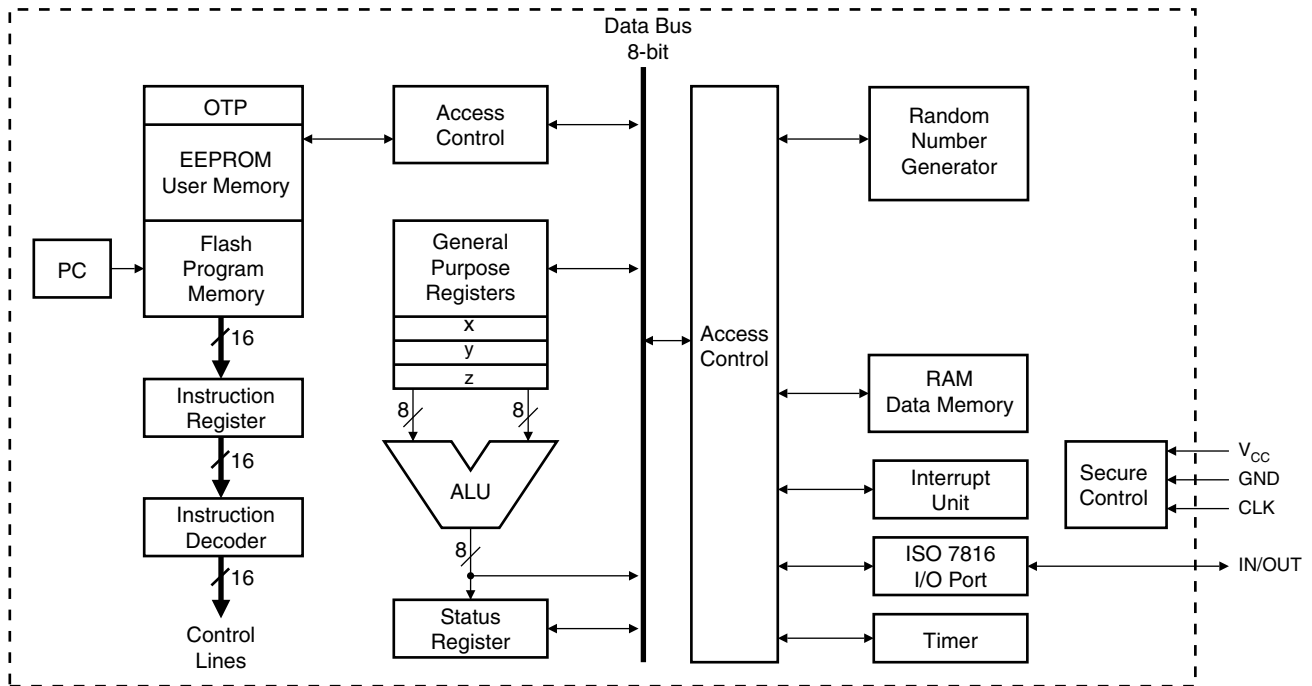 Data Bus
8-bit
OTP
EEPROM
User Memory
Flash
Program
Memory
PC
16
Instruction
Register
16
Instruction
Decoder
16
Control
Lines
Access
Control
General
Purpose
Registers
x
y
z
8
8
ALU
8
Status
Register
Access
Control
Random
Number
Generator
RAM
Data Memory
Interrupt
Unit
ISO 7816
I/O Port
Timer
Secure
Control
VCC
GND
CLK
IN/OUT